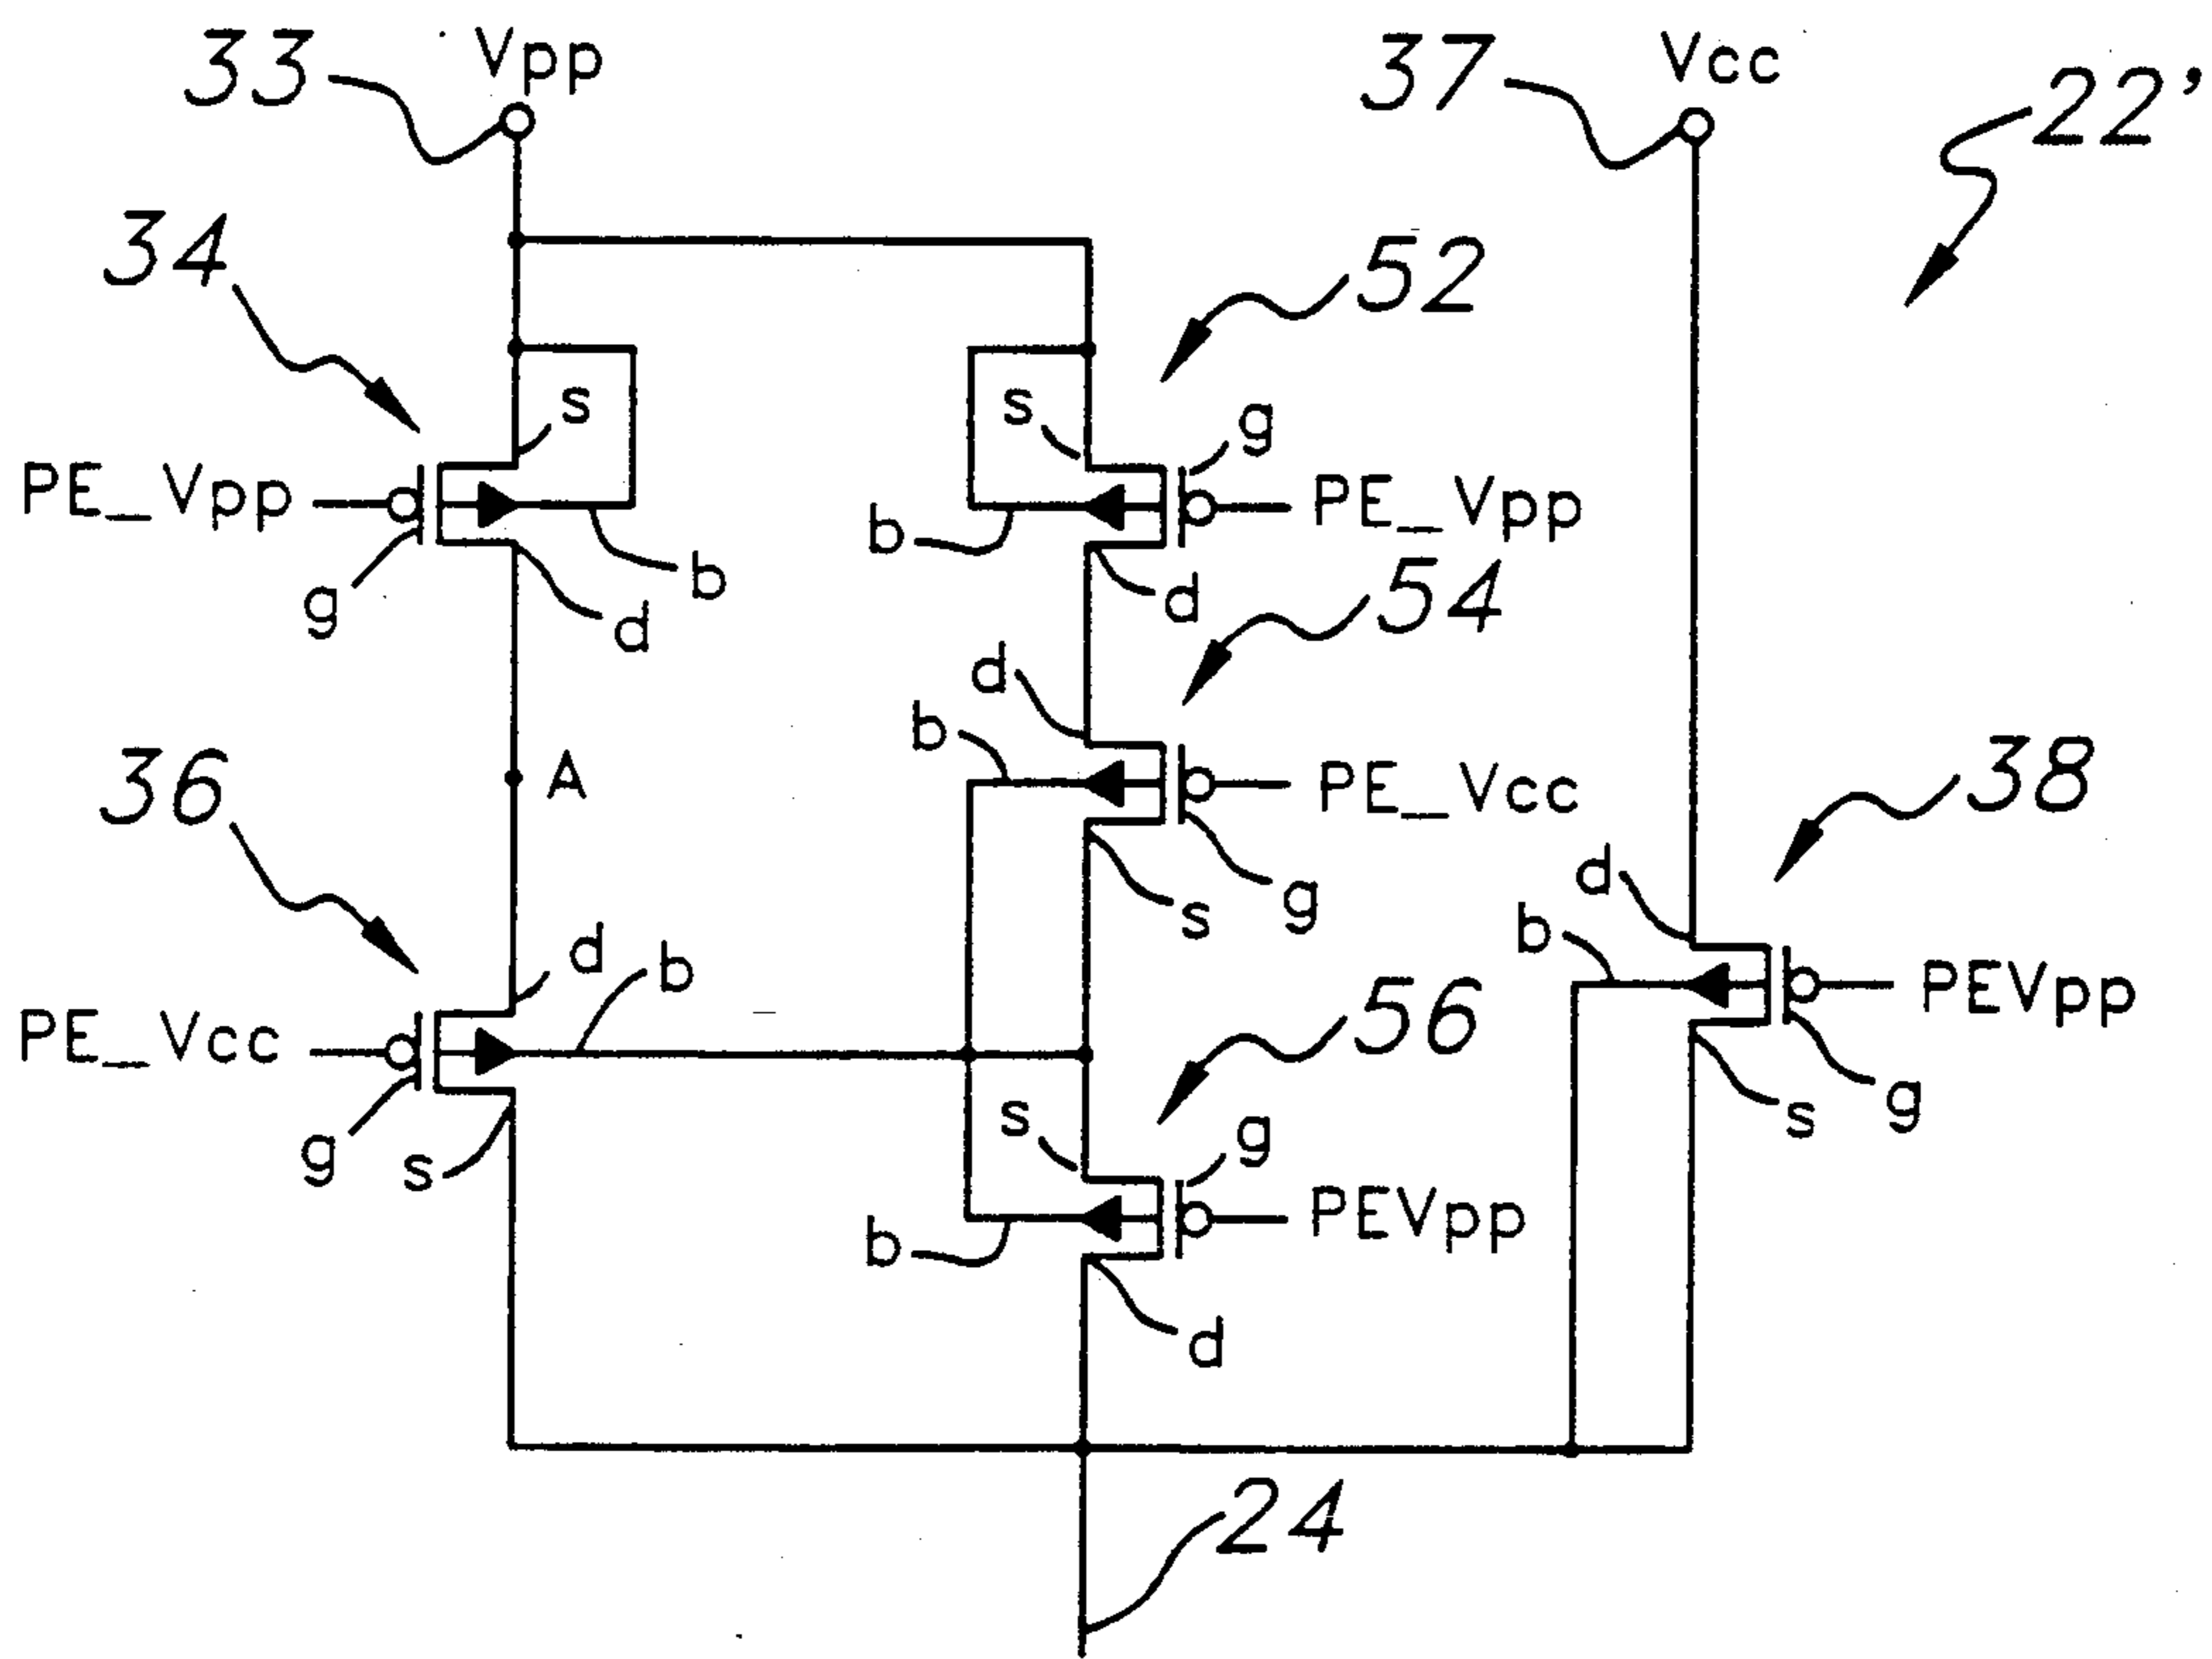 33 Vpp 37 Vcc 22'
34 52
s s g
PE_Vpp b PE_Vpp
g b d d
54
d b
36 A PE_Vcc 38
d b s g d b
PE_Vcc 56 PEVpp
g s s g s g
b PEVpp
d
24